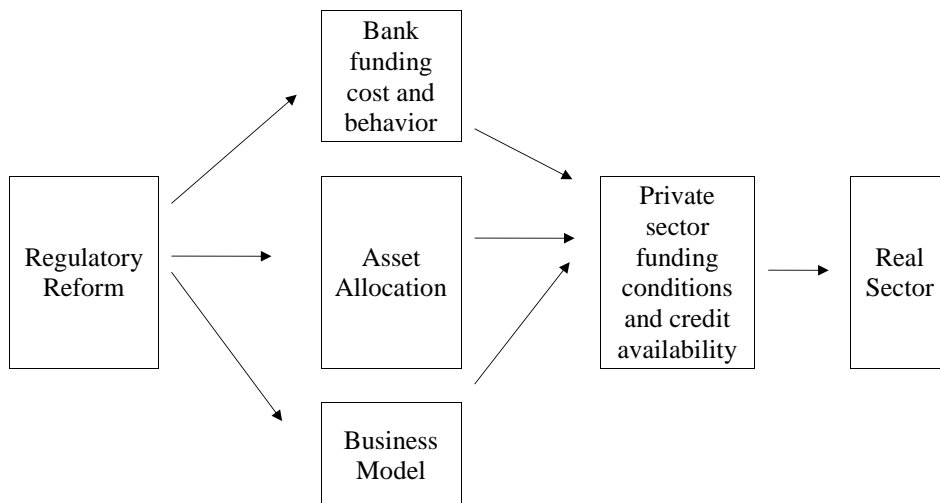 Bank
funding
cost and
behavior
Regulatory
Reform
Asset
Allocation
Business
Model
Private
sector
funding
conditions
and credit
availability
Real
Sector